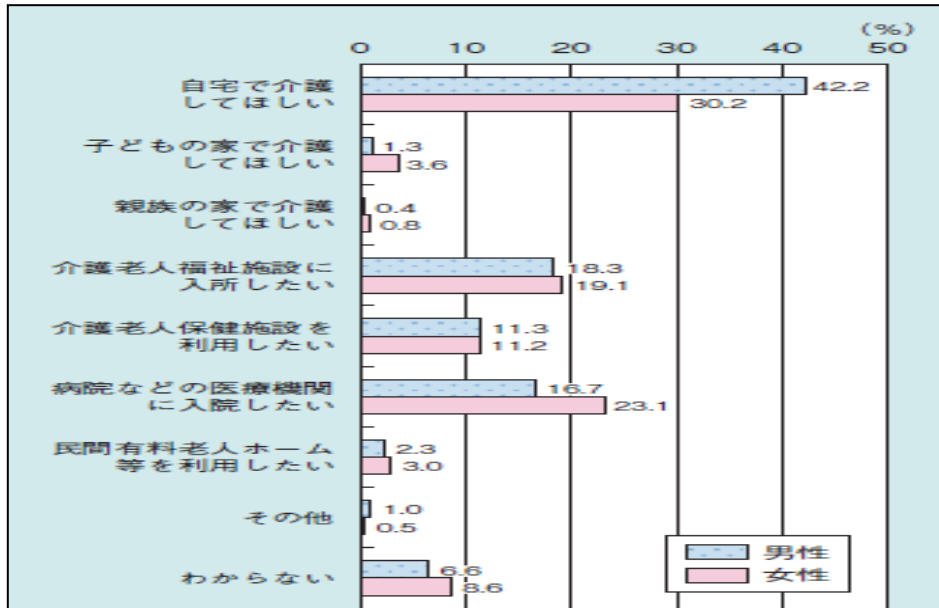 (%)
0 10 20 30 40 50
自宅で介護
してほしい
42.2
30.2
子どもの家で介護
してほしい
1.3
3.6
親族の家で介護
してほしい
0.4
0.8
介護老人福祉施設に
入所したい
18.3
19.1
介護老人保健施設を
利用したい
11.3
11.2
病院などの医療機関
に入院したい
16.7
23.1
民間有料老人ホーム
等を利用したい
2.3
3.0
その他
1.0
0.5
わからない
6.6
8.6
男性
女性